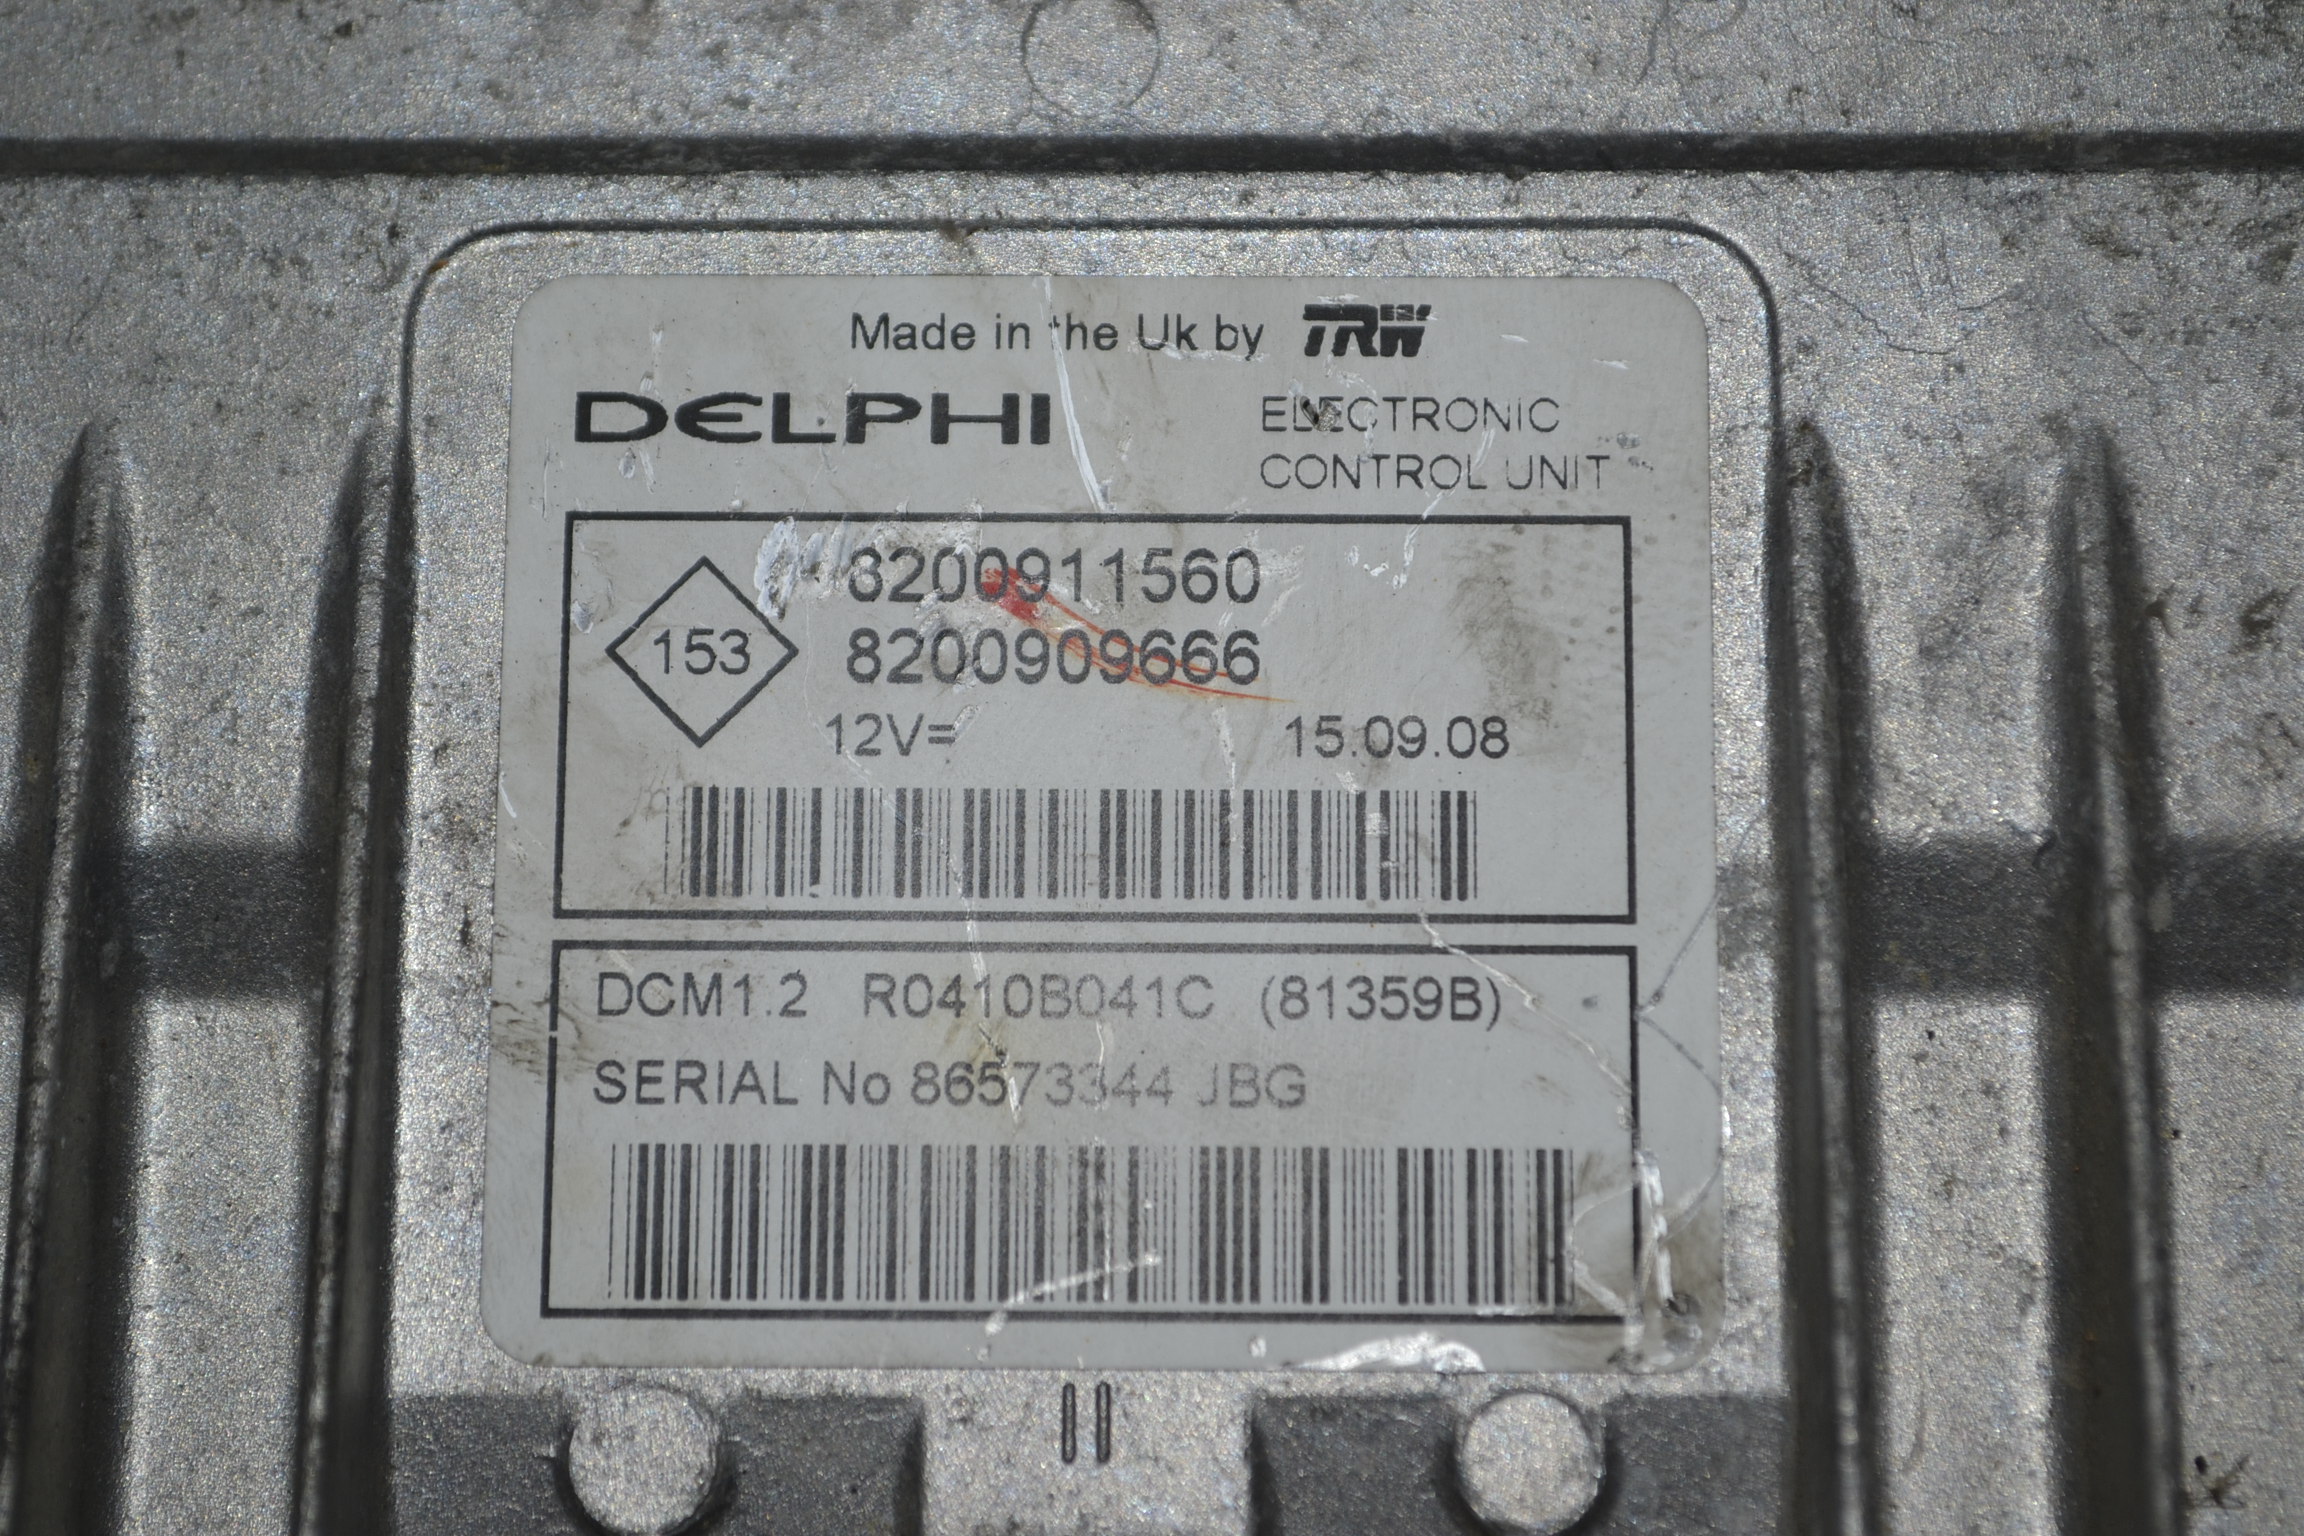 Made in the Uk by TRW
DELPHI
ELECTRONIC
CONTROL UNIT
8200911560
153
8200909666
12V= 15.09.08
DCM1.2 R0410B041C (81359B)
SERIAL No 86573344 JBG